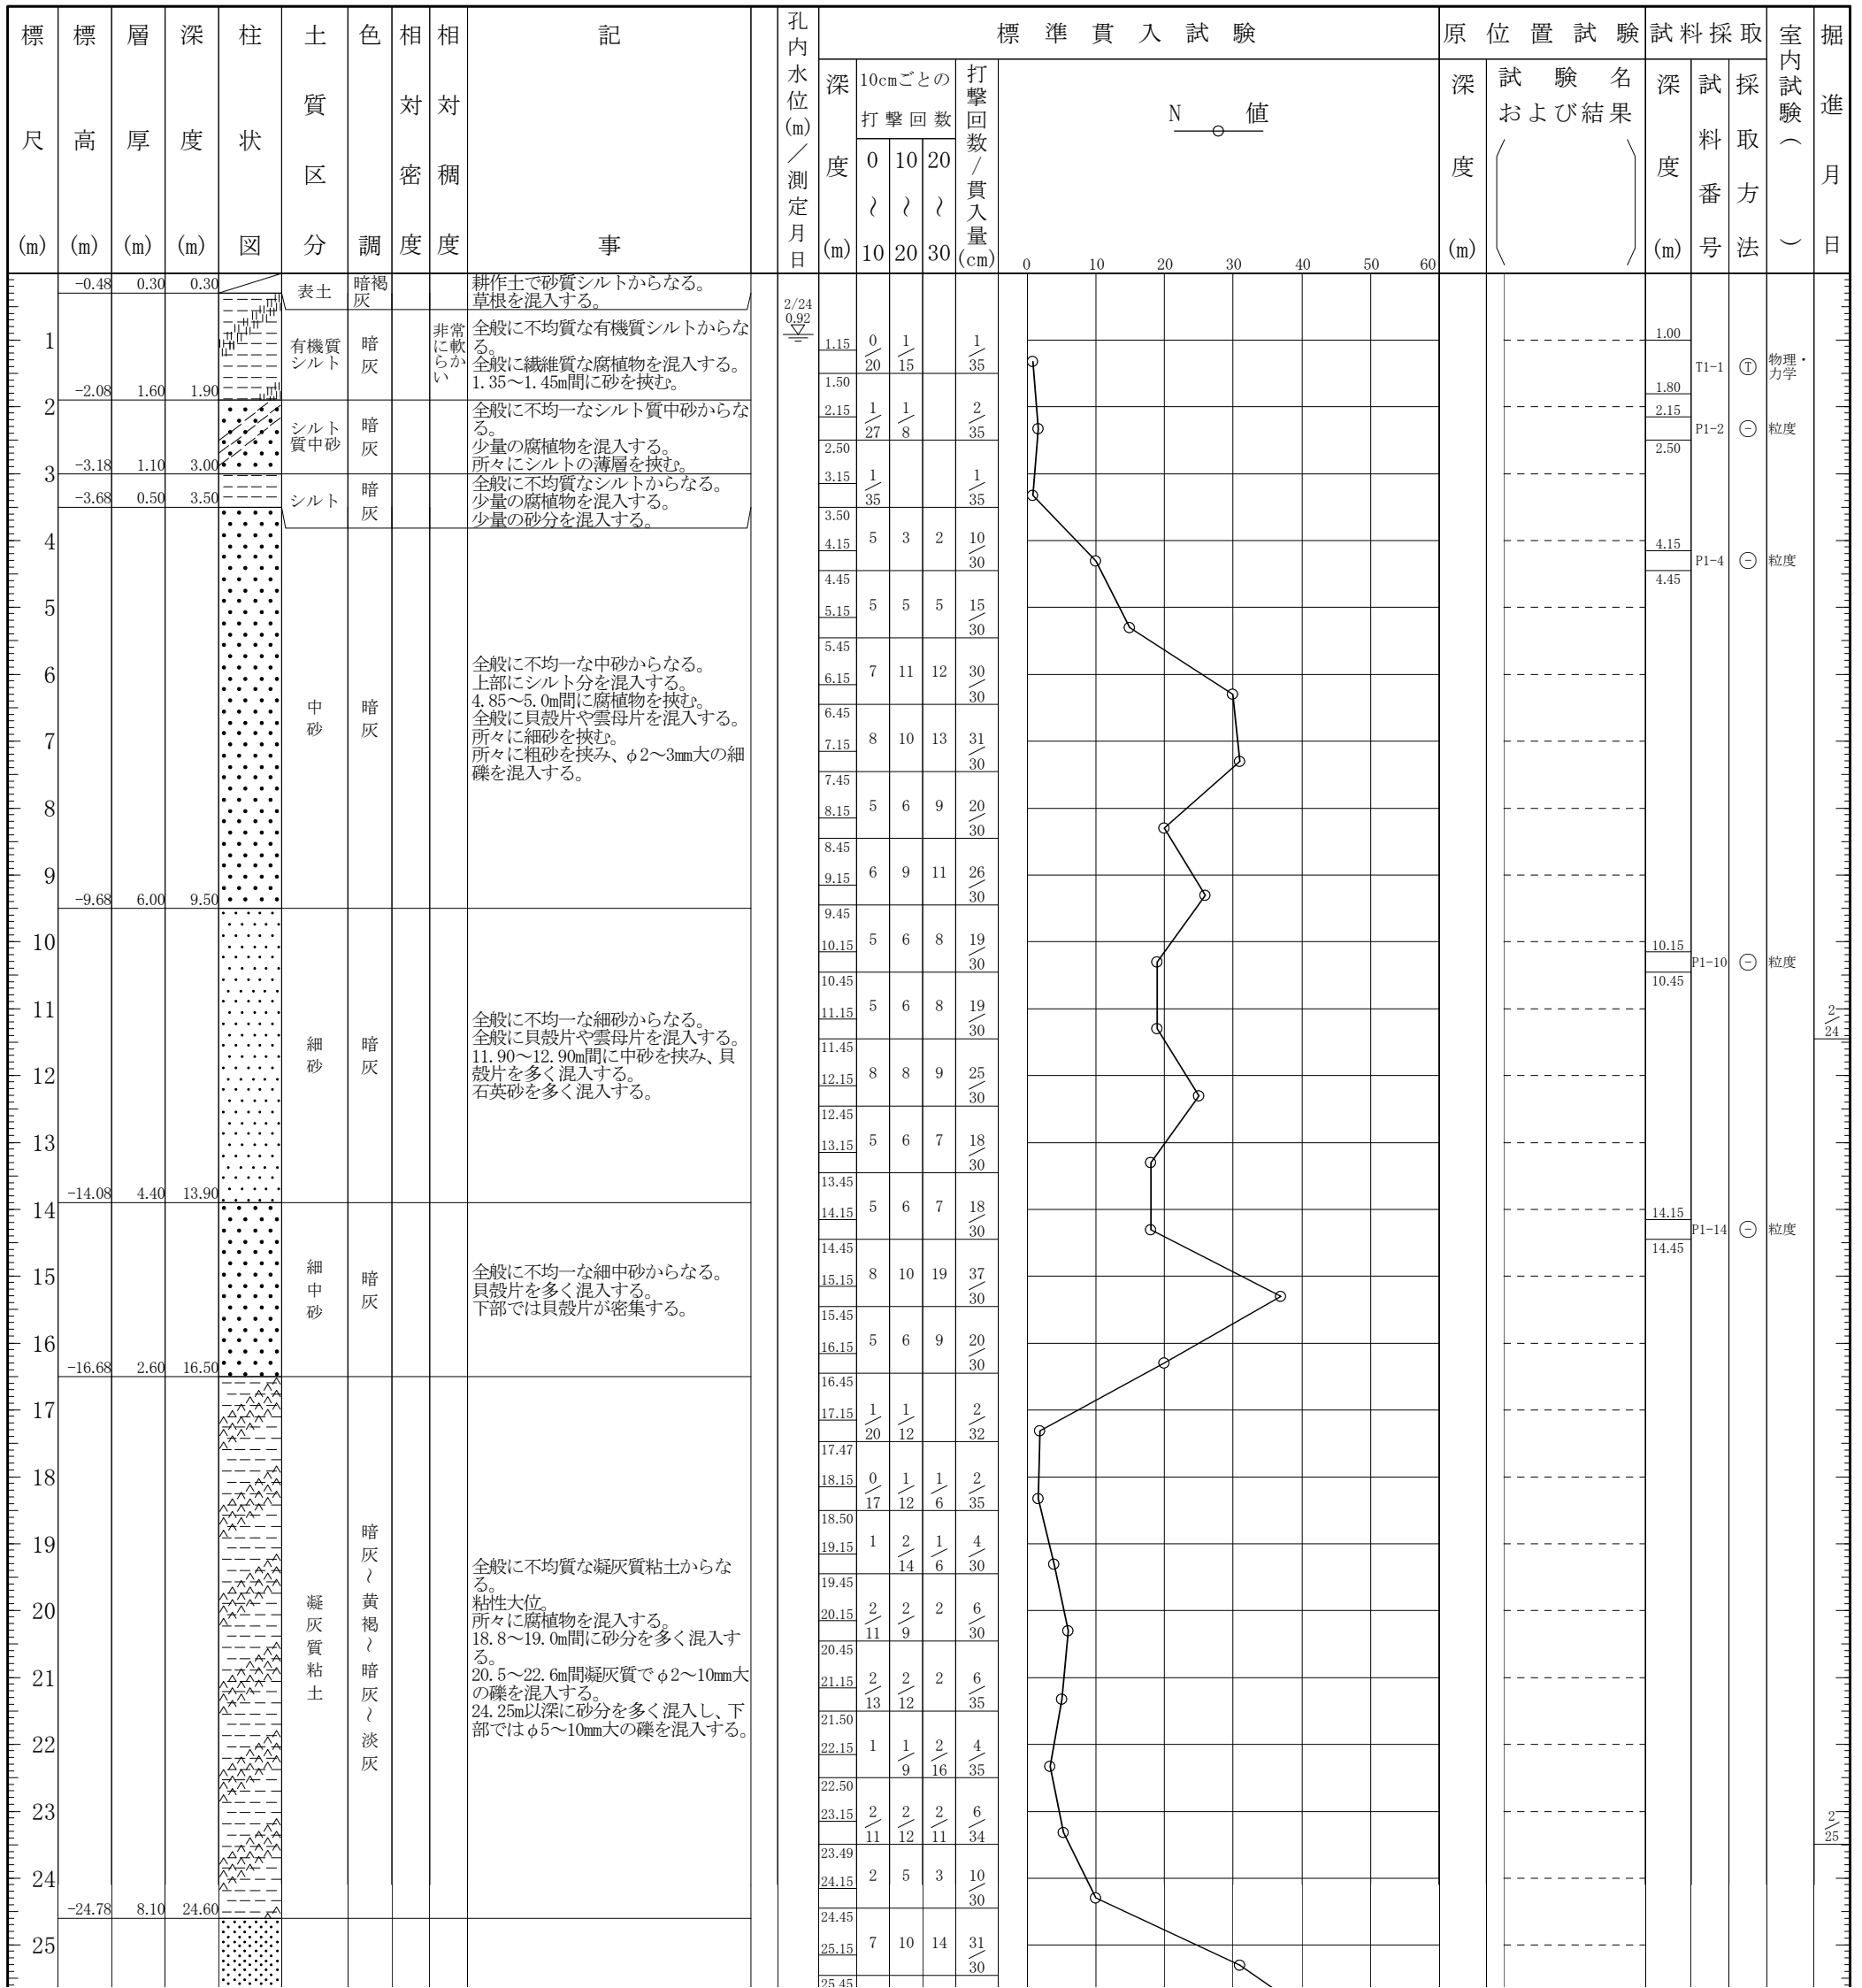 標尺(m) 標高(m) 層厚(m) 深度(m) 柱状図 土質区分 色調 相対密度 相対稠度 記事 孔内水位(m)/測定月日 標準貫入試験 原位置試験 試料採取 室内試験() 掘進月日
深度(m) 10cmごとの打撃回数 打撃回数/貫入量(cm) N 値 深度(m) 試験名および結果 深度(m) 試料番号 採取方法
0〜10 10〜20 20〜30
0 10 20 30 40 50 60
-0.48 0.30 0.30 表土 暗褐灰
耕作土で砂質シルトからなる。
草根を混入する。
2/24
0.92
-2.08 1.60 1.90 有機質シルト 暗灰 非常に軟らかい
全般に不均質な有機質シルトからな
る。
全般に繊維質な腐植物を混入する。
1.35〜1.45m間に砂を挟む。
-3.18 1.10 3.00 シルト質中砂 暗灰
全般に不均一なシルト質中砂からな
る。
少量の腐植物を混入する。
所々にシルトの薄層を挟む。
-3.68 0.50 3.50 シルト 暗灰
全般に不均質なシルトからなる。
少量の腐植物を混入する。
少量の砂分を混入する。
-9.68 6.00 9.50 中砂 暗灰
全般に不均一な中砂からなる。
上部にシルト分を混入する。
4.85〜5.0m間に腐植物を挟む。
全般に貝殻片や雲母片を混入する。
所々に細砂を挟む。
所々に粗砂を挟み、φ2〜3mm大の細
礫を混入する。
-14.08 4.40 13.90 細砂 暗灰
全般に不均一な細砂からなる。
全般に貝殻片や雲母片を混入する。
11.90〜12.90m間に中砂を挟み、貝
殻片を多く混入する。
石英砂を多く混入する。
-16.68 2.60 16.50 細中砂 暗灰
全般に不均一な細中砂からなる。
貝殻片を多く混入する。
下部では貝殻片が密集する。
-24.78 8.10 24.60 凝灰質粘土 暗灰〜黄褐〜暗灰〜淡灰
全般に不均質な凝灰質粘土からな
る。
粘性大位。
所々に腐植物を混入する。
18.8〜19.0m間に砂分を多く混入す
る。
20.5〜22.6m間凝灰質でφ2〜10mm大
の礫を混入する。
24.25m以深に砂分を多く混入し、下
部ではφ5〜10mm大の礫を混入する。
1
2
3
4
5
6
7
8
9
10
11
12
13
14
15
16
17
18
19
20
21
22
23
24
25
1.15 0/20 1/15 1/35
1.50
2.15 1/27 1/8 2/35
2.50
3.15 1/35 1/35
3.50
4.15 5 3 2 10/30
4.45
5.15 5 5 5 15/30
5.45
6.15 7 11 12 30/30
6.45
7.15 8 10 13 31/30
7.45
8.15 5 6 9 20/30
8.45
9.15 6 9 11 26/30
9.45
10.15 5 6 8 19/30
10.45
11.15 5 6 8 19/30
11.45
12.15 8 8 9 25/30
12.45
13.15 5 6 7 18/30
13.45
14.15 5 6 7 18/30
14.45
15.15 8 10 19 37/30
15.45
16.15 5 6 9 20/30
16.45
17.15 1/20 1/12 2/32
17.47
18.15 0/17 1/12 1/6 2/35
18.50
19.15 1 2/14 1/6 4/30
19.45
20.15 2/11 2/9 2 6/30
20.45
21.15 2/13 2/12 2 6/35
21.50
22.15 1 1/9 2/16 4/35
22.50
23.15 2/11 2/12 2/11 6/34
23.49
24.15 2 5 3 10/30
24.45
25.15 7 10 14 31/30
25.45
1.00
T1-1 T 物理・力学
1.80
2.15
P1-2 粒度
2.50
4.15
P1-4 粒度
4.45
10.15
P1-10 粒度
10.45
14.15
P1-14 粒度
14.45
2/24
2/25